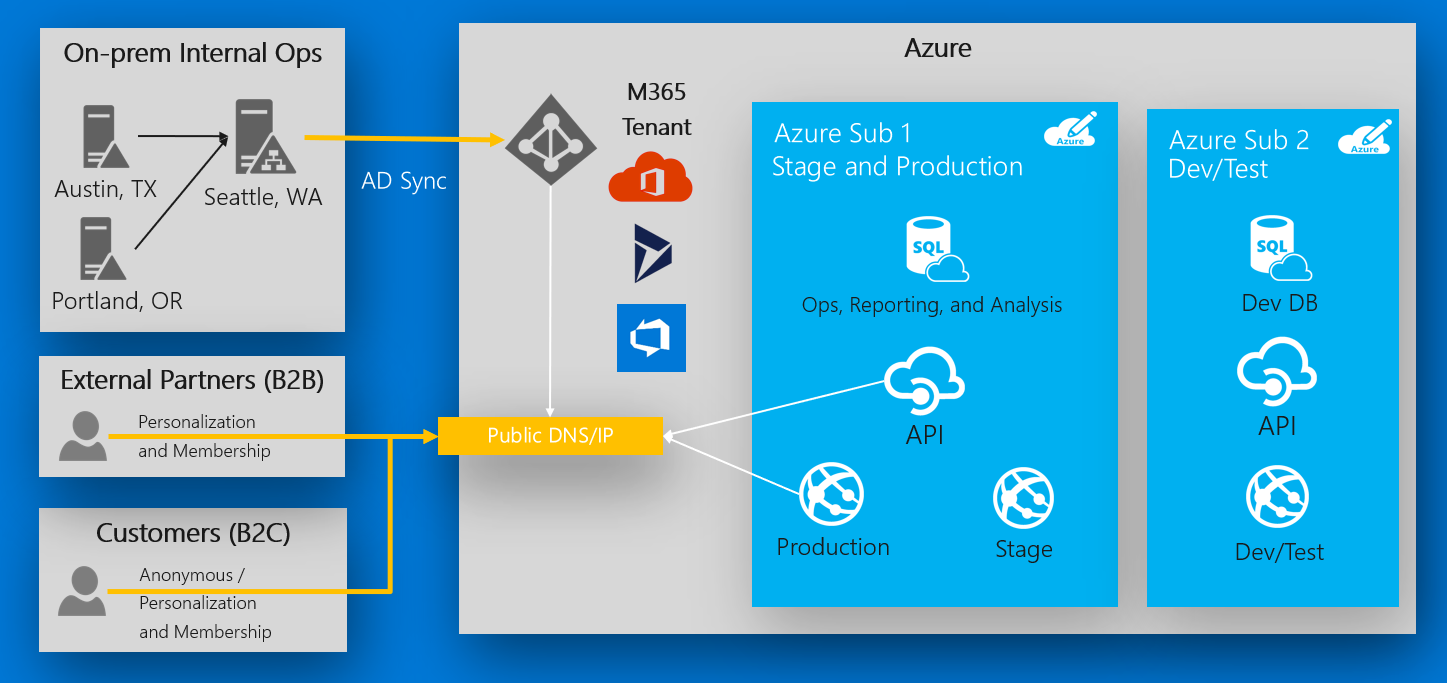 On-prem Internal Ops
Austin, TX
Seattle, WA
Portland, OR
AD Sync
External Partners (B2B)
Personalization
and Membership
Customers (B2C)
Anonymous /
Personalization
and Membership
Azure
M365
Tenant
Public DNS/IP
Azure Sub 1
Stage and Production
Azure
SQL
Ops, Reporting, and Analysis
API
Production
Stage
Azure Sub 2
Dev/Test
Azure
SQL
Dev DB
API
Dev/Test